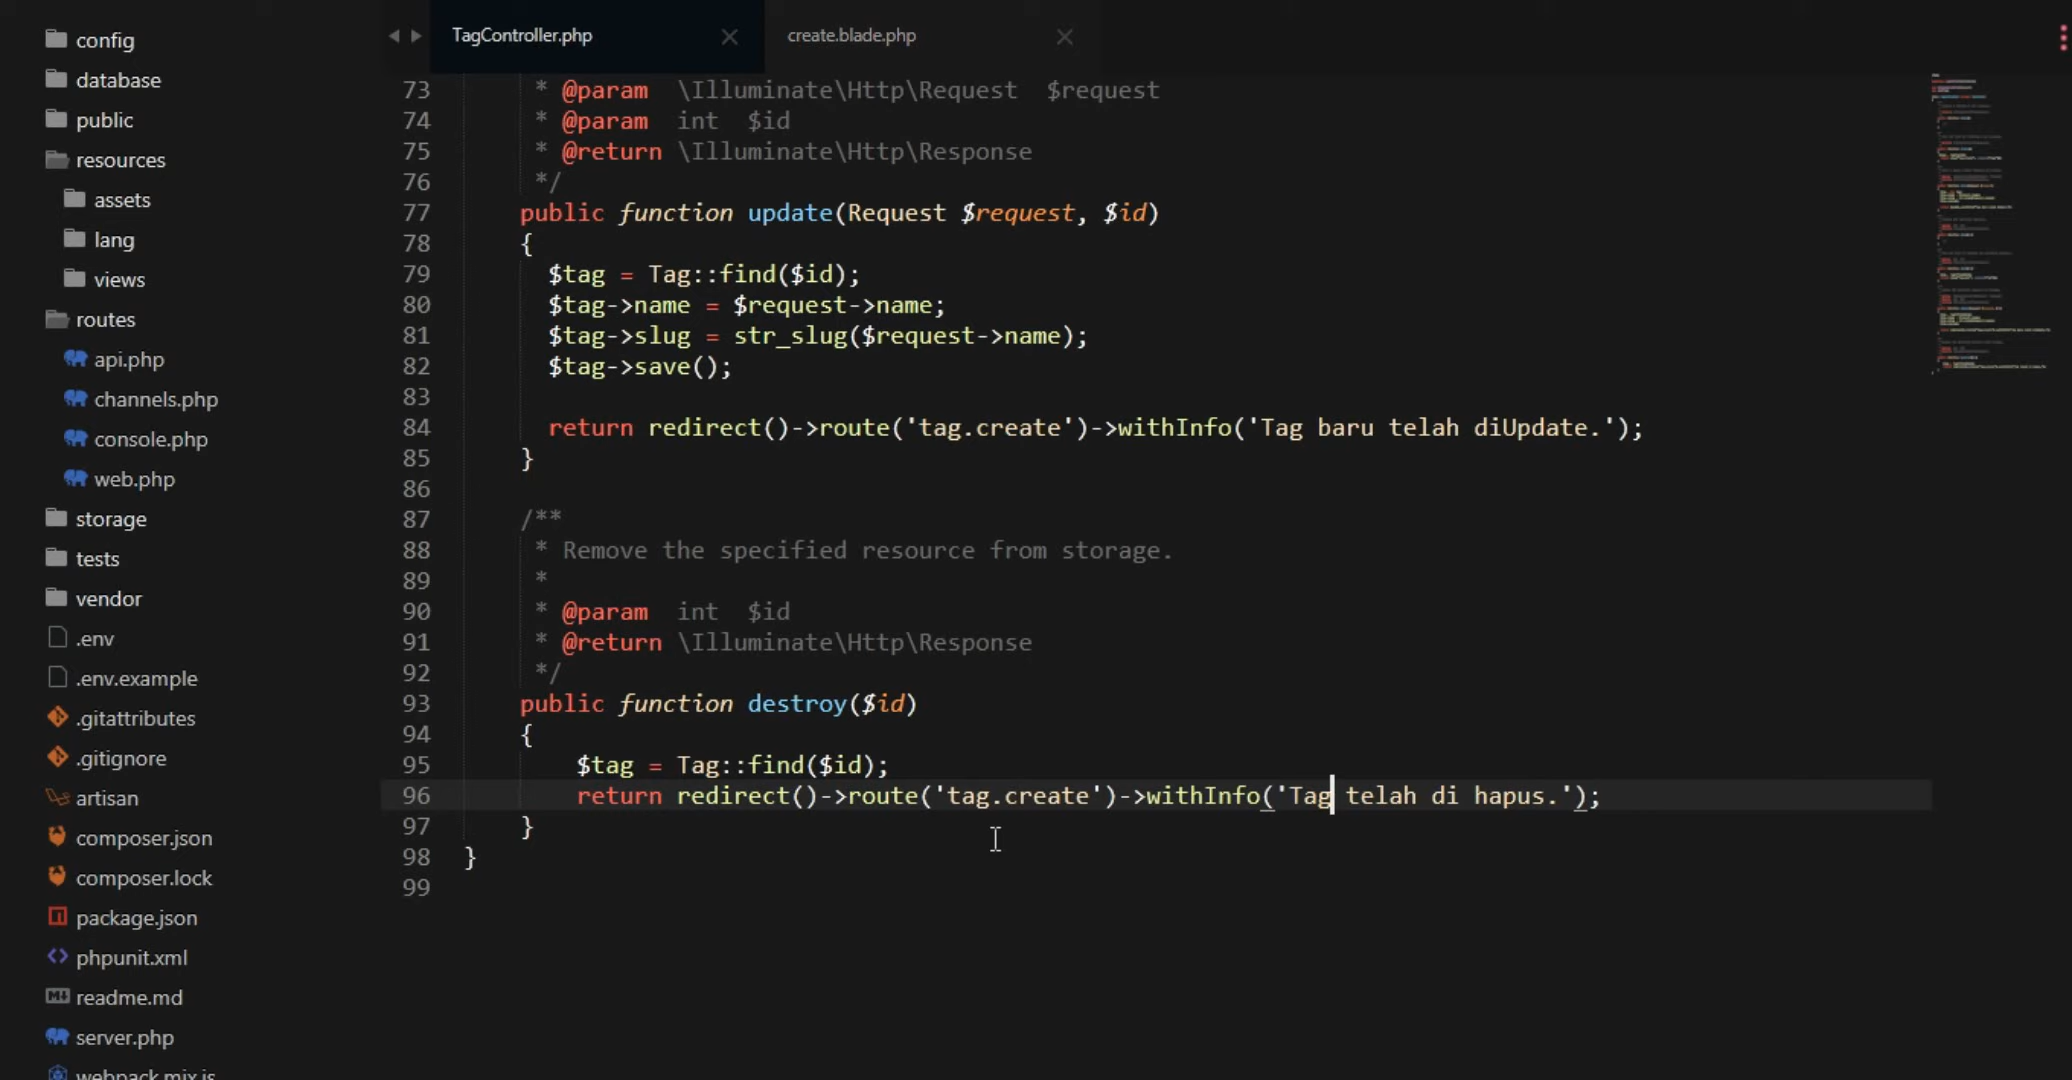 config
database
public
resources
assets
lang
views
routes
api.php
channels.php
console.php
web.php
storage
tests
vendor
.env
.env.example
.gitattributes
.gitignore
artisan
composer.json
composer.lock
package.json
phpunit.xml
readme.md
server.php
webpack.mix.js
TagController.php
create.blade.php
73 * @param  \Illuminate\Http\Request  $request
74 * @param  int  $id
75 * @return \Illuminate\Http\Response
76 */
77 public function update(Request $request, $id)
78 {
79 $tag = Tag::find($id);
80 $tag->name = $request->name;
81 $tag->slug = str_slug($request->name);
82 $tag->save();
83
84 return redirect()->route('tag.create')->withInfo('Tag baru telah diUpdate.');
85 }
86
87 /**
88 * Remove the specified resource from storage.
89 *
90 * @param  int  $id
91 * @return \Illuminate\Http\Response
92 */
93 public function destroy($id)
94 {
95 $tag = Tag::find($id);
96 return redirect()->route('tag.create')->withInfo('Tag telah di hapus.');
97 }
98 }
99